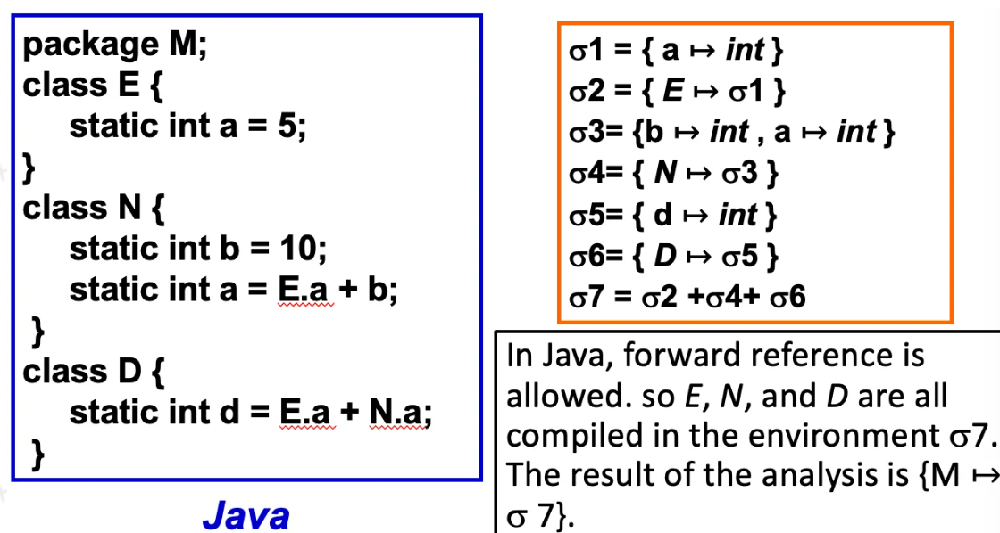 package M;
class E {
static int a = 5;
}
class N {
static int b = 10;
static int a = E.a + b;
}
class D {
static int d = E.a + N.a;
}
Java
σ1 = { a ↦ int }
σ2 = { E ↦ σ1 }
σ3= {b ↦ int , a ↦ int }
σ4= { N ↦ σ3 }
σ5= { d ↦ int }
σ6= { D ↦ σ5 }
σ7 = σ2 +σ4+ σ6
In Java, forward reference is
allowed. so E, N, and D are all
compiled in the environment σ7.
The result of the analysis is {M ↦
σ 7}.